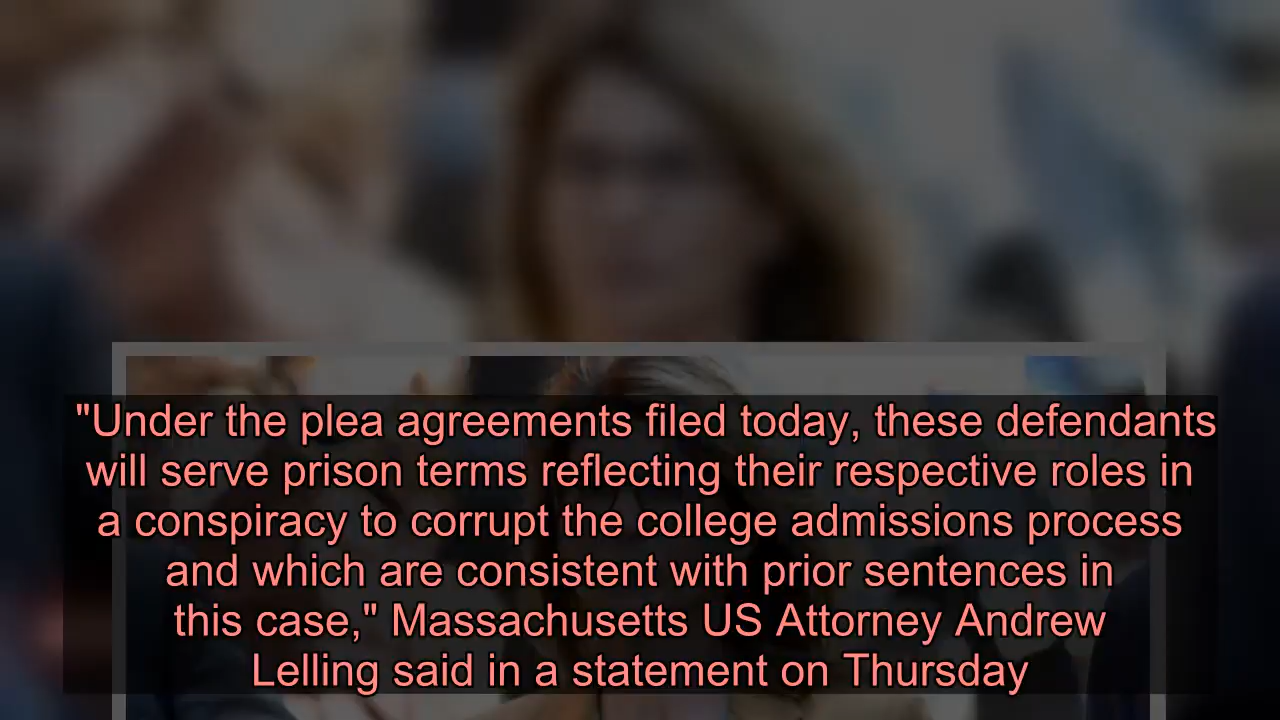 "Under the plea agreements filed today, these defendants
will serve prison terms reflecting their respective roles in
a conspiracy to corrupt the college admissions process
and which are consistent with prior sentences in
this case," Massachusetts US Attorney Andrew
Lelling said in a statement on Thursday